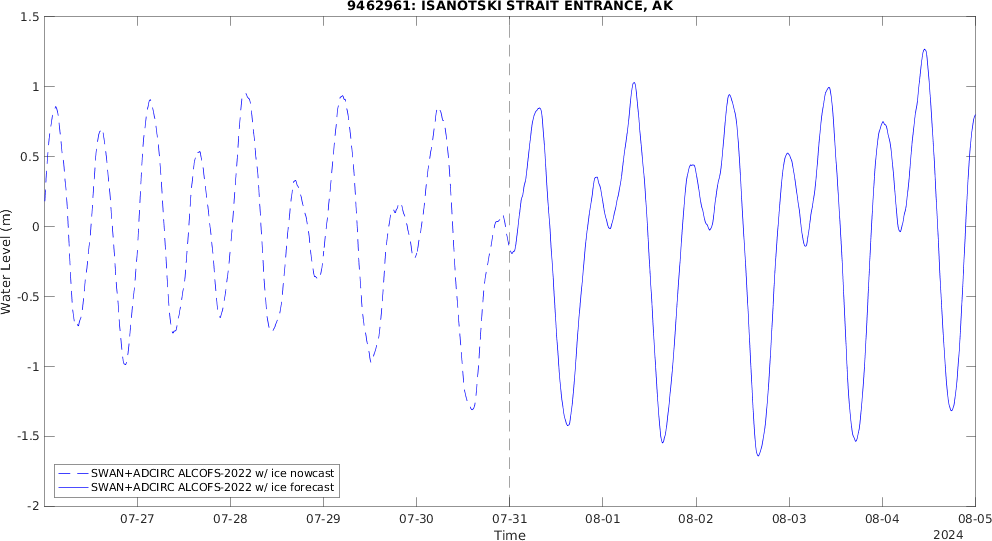 9462961: ISANOTSKI STRAIT ENTRANCE, AK
1.5
1
0.5
0
-0.5
-1
-1.5
-2
Water Level (m)
SWAN+ADCIRC ALCOFS-2022 w/ ice nowcast
SWAN+ADCIRC ALCOFS-2022 w/ ice forecast
07-27 07-28 07-29 07-30 07-31 08-01 08-02 08-03 08-04 08-05
Time
2024